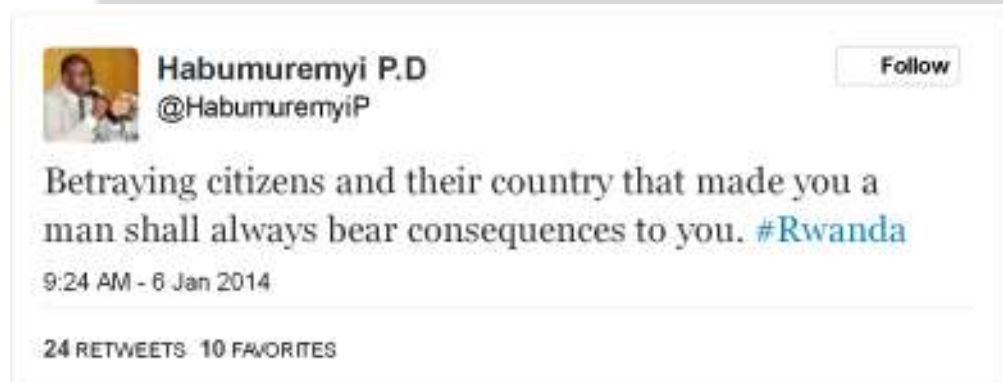 Habumuremyi P.D
Follow
@HabumuremyiP
Betraying citizens and their country that made you a
man shall always bear consequences to you. #Rwanda
9:24 AM - 6 Jan 2014
24 RETWEETS 10 FAVORITES